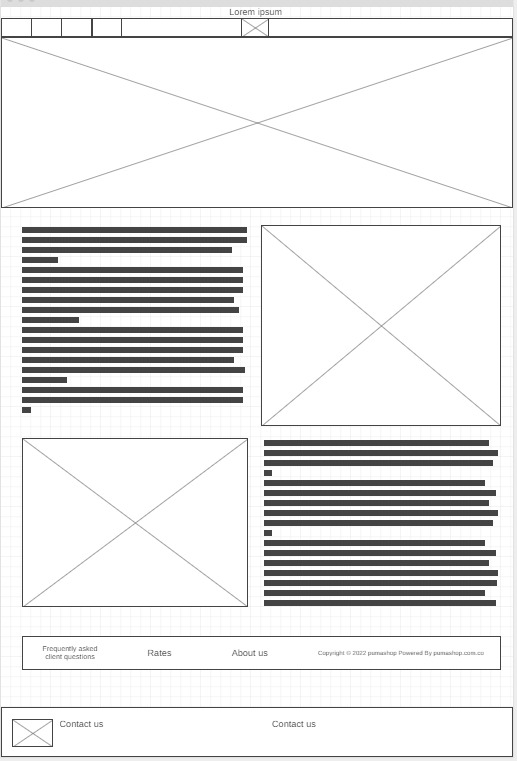 Lorem ipsum
Frequently asked
client questions
Rates
About us
Copyright © 2022 pumashop Powered By pumashop.com.co
Contact us
Contact us